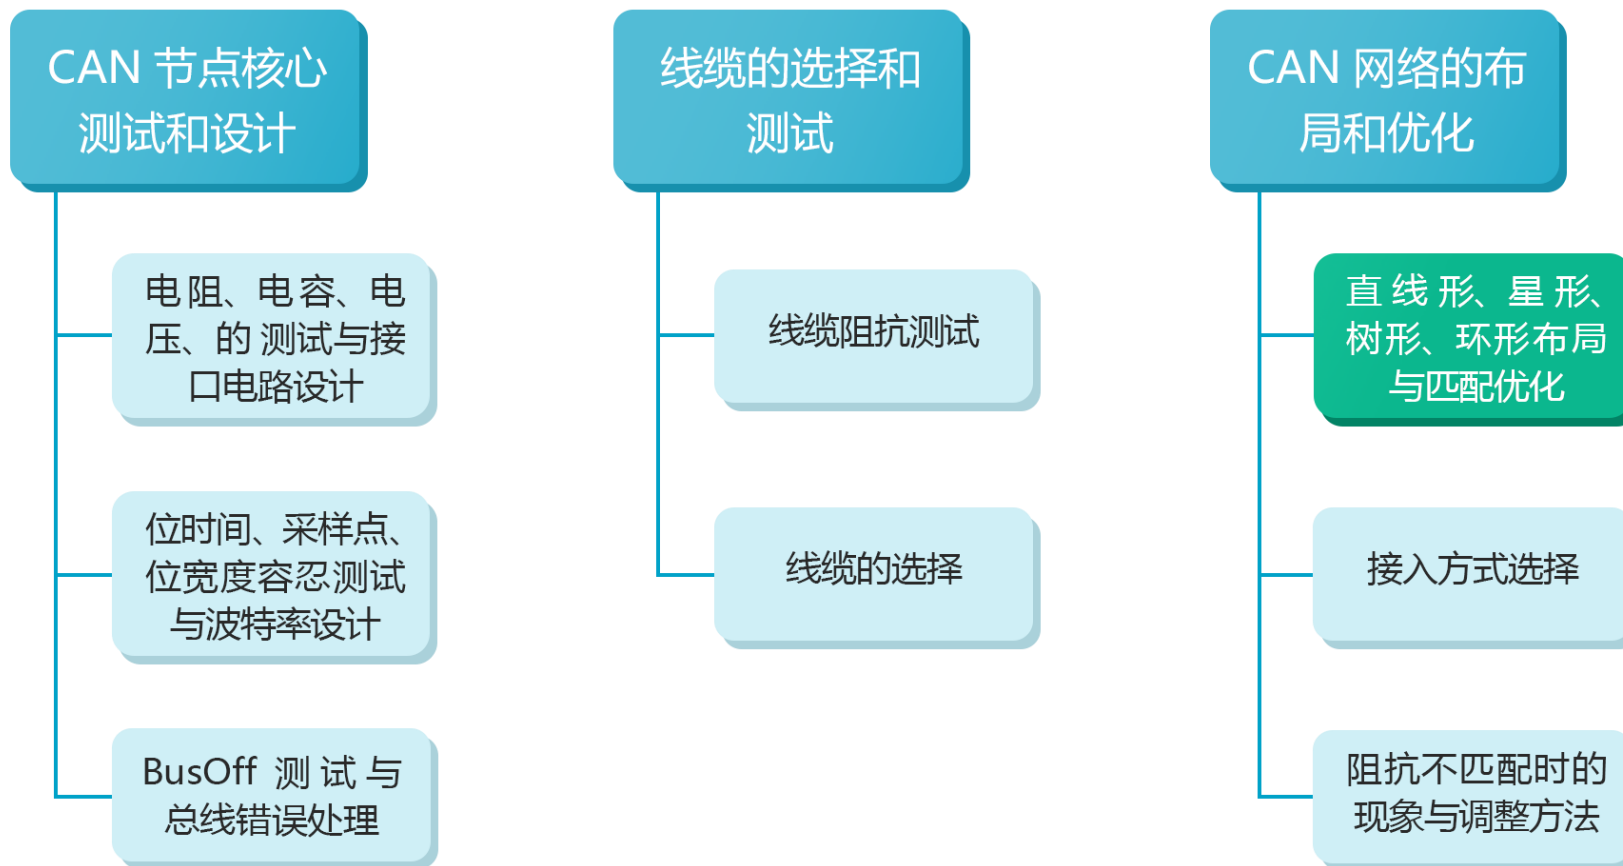 CAN 节点核心
测试和设计
电阻、电容、电
压、的 测试与接
口电路设计
位时间、采样点、
位宽度容忍测试
与波特率设计
BusOff 测试与
总线错误处理
线缆的选择和
测试
线缆阻抗测试
线缆的选择
CAN 网络的布
局和优化
直线形、星形、
树形、环形布局
与匹配优化
接入方式选择
阻抗不匹配时的
现象与调整方法